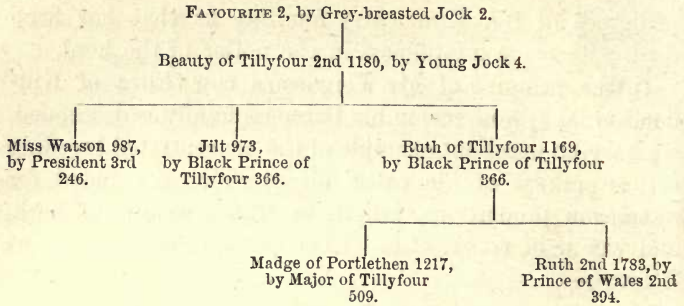 FAVOURITE 2, by Grey-breasted Jock 2.
Beauty of Tillyfour 2nd 1180, by Young Jock 4.
Miss Watson 987,
by President 3rd
246.
Jilt 973,
by Black Prince of
Tillyfour 366.
Ruth of Tillyfour 1169,
by Black Prince of Tillyfour
366.
Madge of Portlethen 1217,
by Major of Tillyfour
509.
Ruth 2nd 1783, by
Prince of Wales 2nd
394.